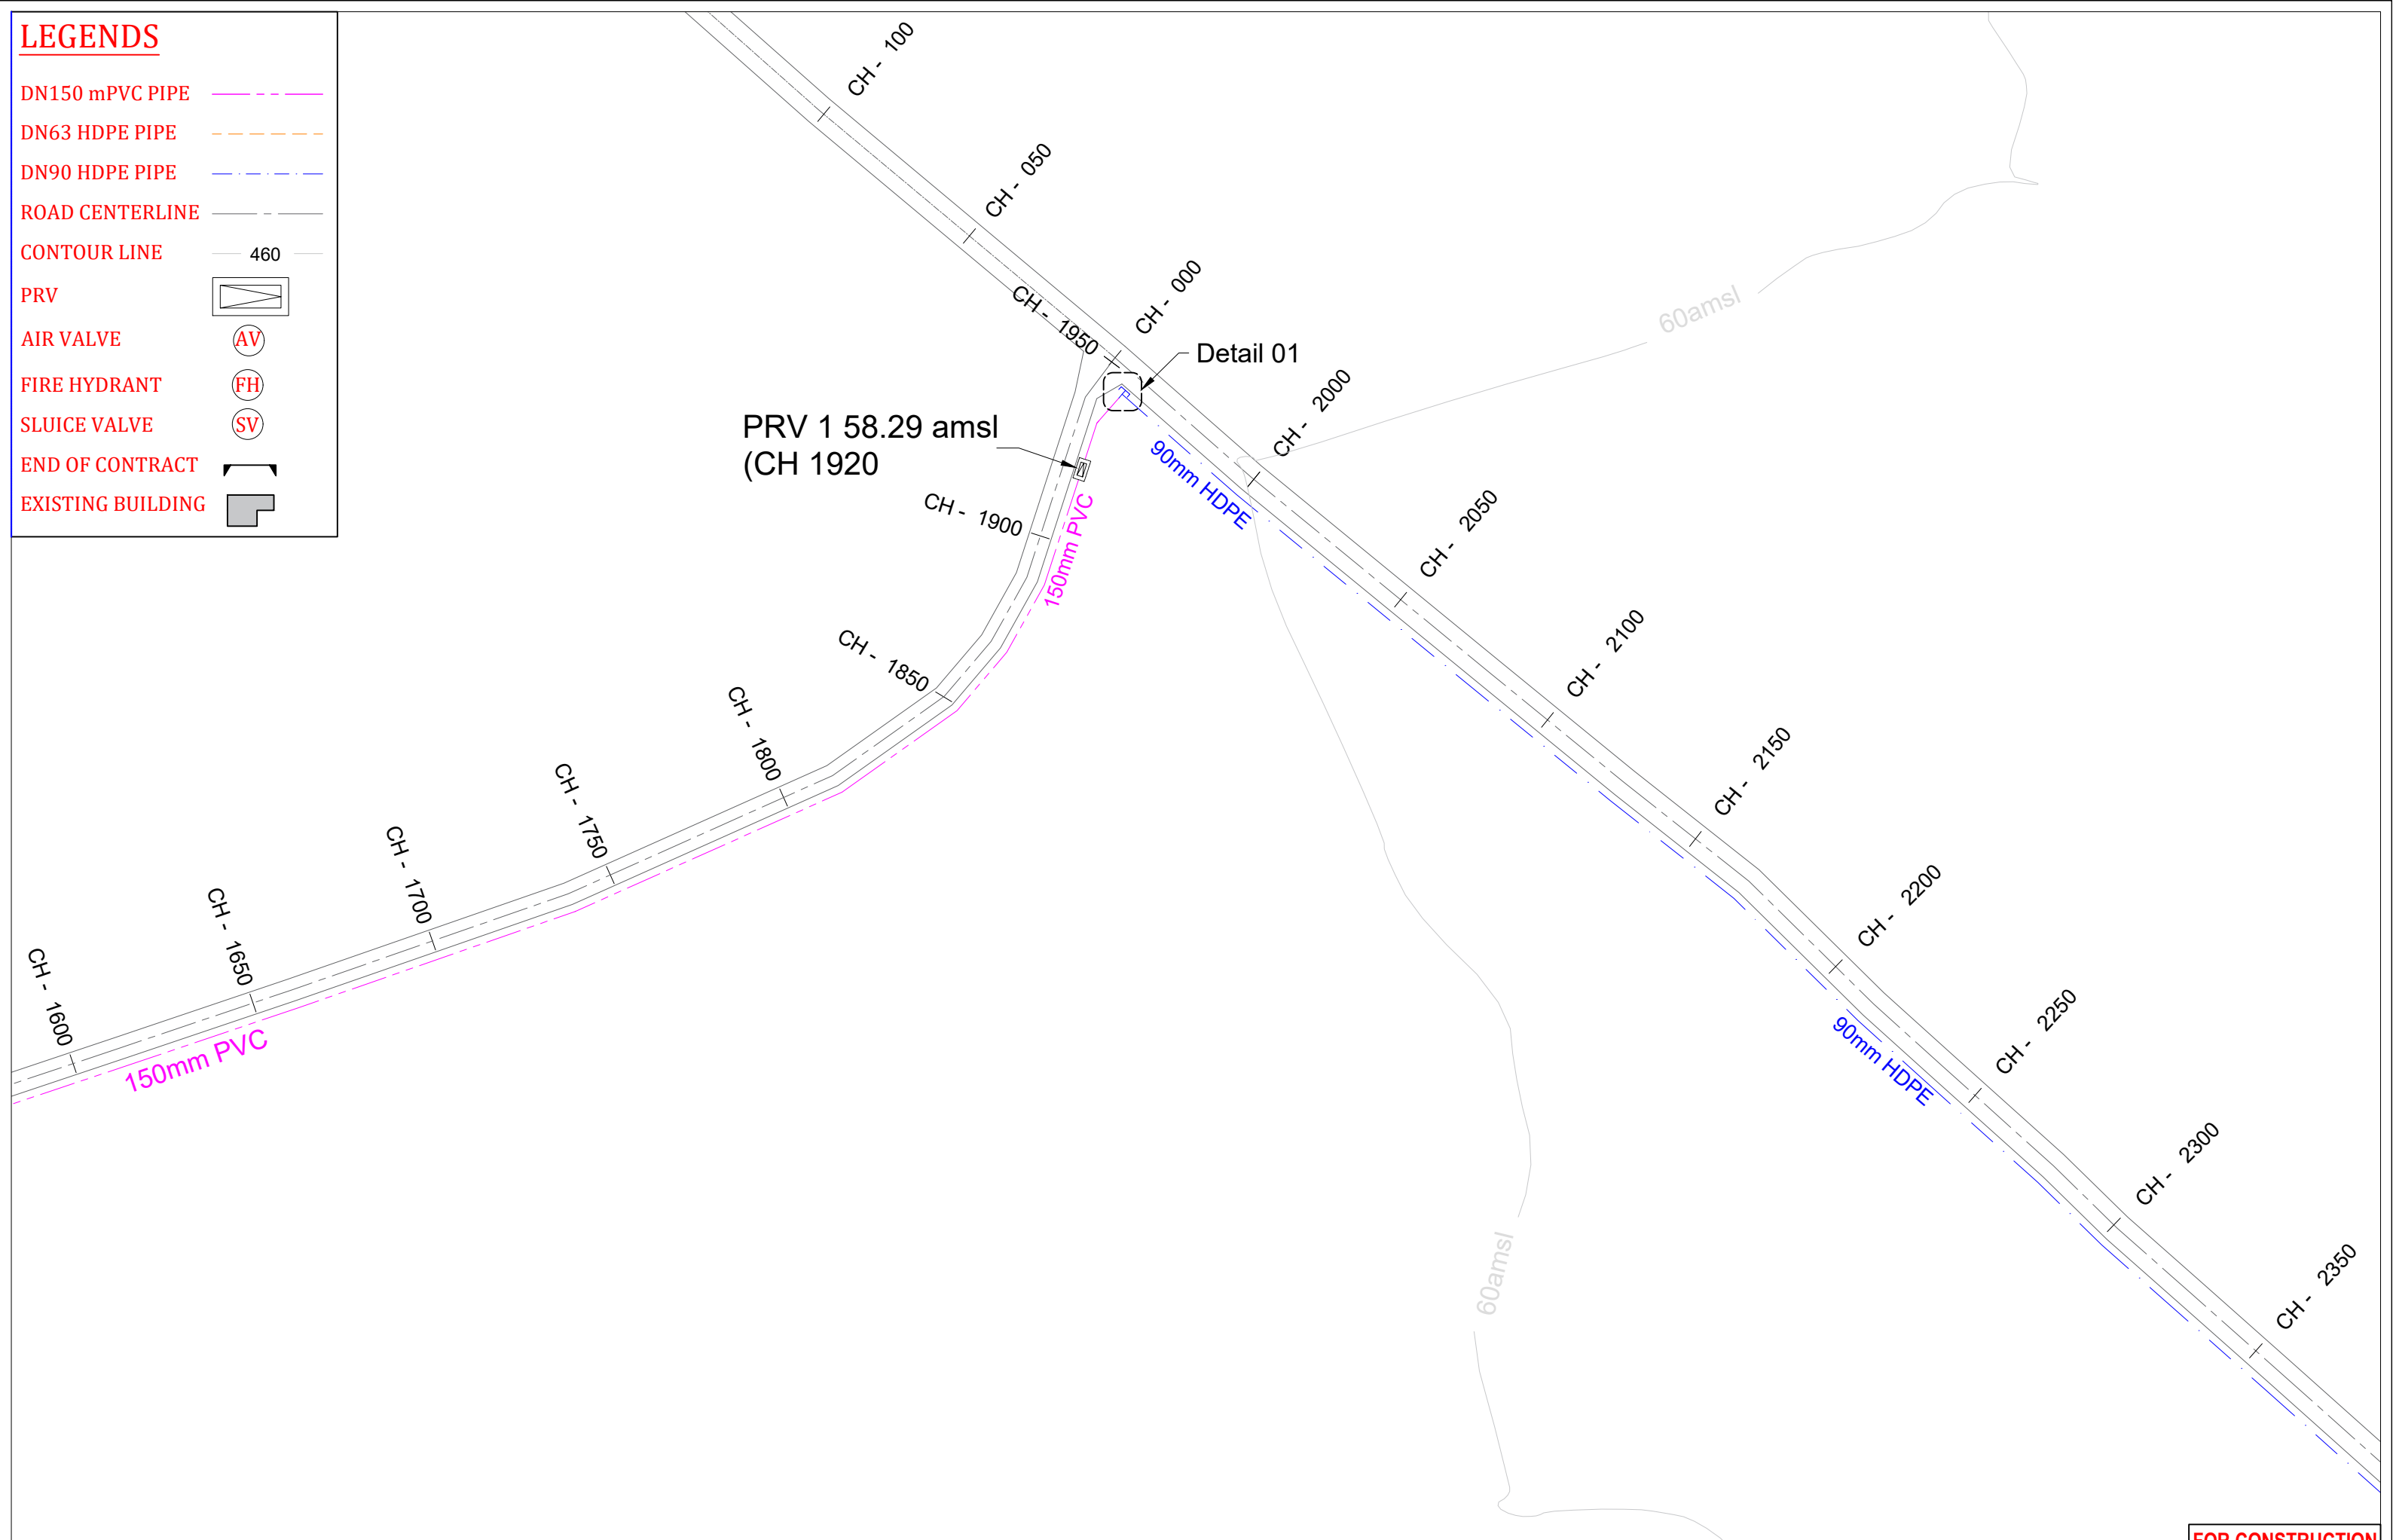 LEGENDS
DN150 mPVC PIPE
DN63 HDPE PIPE
DN90 HDPE PIPE
ROAD CENTERLINE
CONTOUR LINE
460
PRV
AIR VALVE
AV
FIRE HYDRANT
FH
SLUICE VALVE
SV
END OF CONTRACT
EXISTING BUILDING
CH - 100
CH - 050
CH - 000
CH - 1950
Detail 01
60amsl
CH - 2000
PRV 1 58.29 amsl
(CH 1920
90mm HDPE
CH - 1900
150mm PVC
CH - 2050
CH - 1850
CH - 2100
CH - 1800
CH - 2150
CH - 1750
CH - 1700
CH - 2200
CH - 1650
CH - 1600
150mm PVC
CH - 2250
90mm HDPE
CH - 2300
60amsl
CH - 2350
FOR CONSTRUCTION